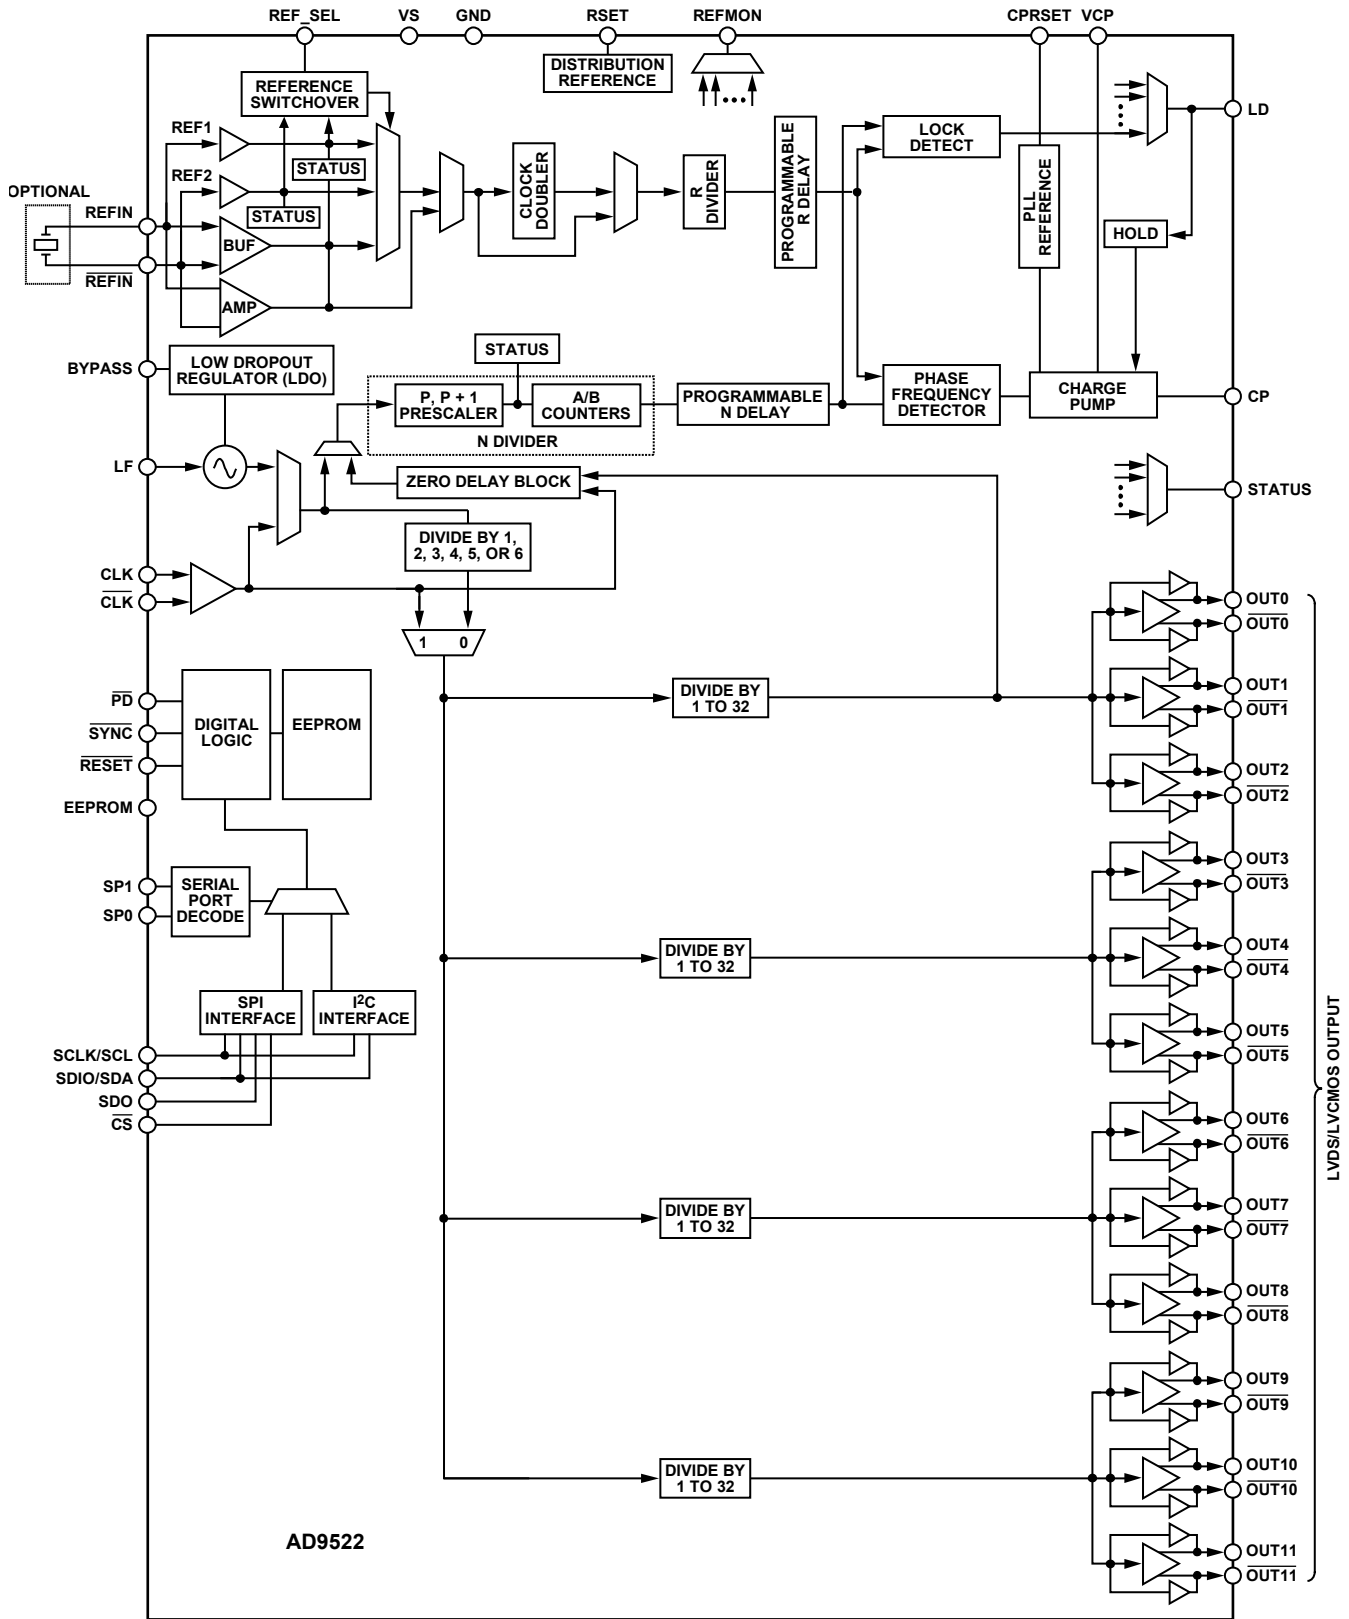 REF_SEL VS GND RSET REFMON CPRSET VCP
DISTRIBUTION
REFERENCE
REFERENCE
SWITCHOVER
REF1
STATUS
REF2
STATUS
OPTIONAL
REFIN
REFIN
BUF
AMP
CLOCK
DOUBLER
R
DIVIDER
PROGRAMMABLE
R DELAY
LOCK
DETECT
PLL
REFERENCE
LD
HOLD
BYPASS
LOW DROPOUT
REGULATOR (LDO)
STATUS
P, P + 1
PRESCALER
A/B
COUNTERS
N DIVIDER
PROGRAMMABLE
N DELAY
PHASE
FREQUENCY
DETECTOR
CHARGE
PUMP
CP
LF
ZERO DELAY BLOCK
STATUS
DIVIDE BY 1,
2, 3, 4, 5, OR 6
CLK
CLK
1 0
PD
SYNC
RESET
EEPROM
DIGITAL
LOGIC
EEPROM
SP1
SP0
SERIAL
PORT
DECODE
SPI
INTERFACE
I2C
INTERFACE
SCLK/SCL
SDIO/SDA
SDO
CS
DIVIDE BY
1 TO 32
DIVIDE BY
1 TO 32
DIVIDE BY
1 TO 32
DIVIDE BY
1 TO 32
OUT0
OUT0
OUT1
OUT1
OUT2
OUT2
OUT3
OUT3
OUT4
OUT4
OUT5
OUT5
OUT6
OUT6
OUT7
OUT7
OUT8
OUT8
OUT9
OUT9
OUT10
OUT10
OUT11
OUT11
LVDS/LVCMOS OUTPUT
AD9522